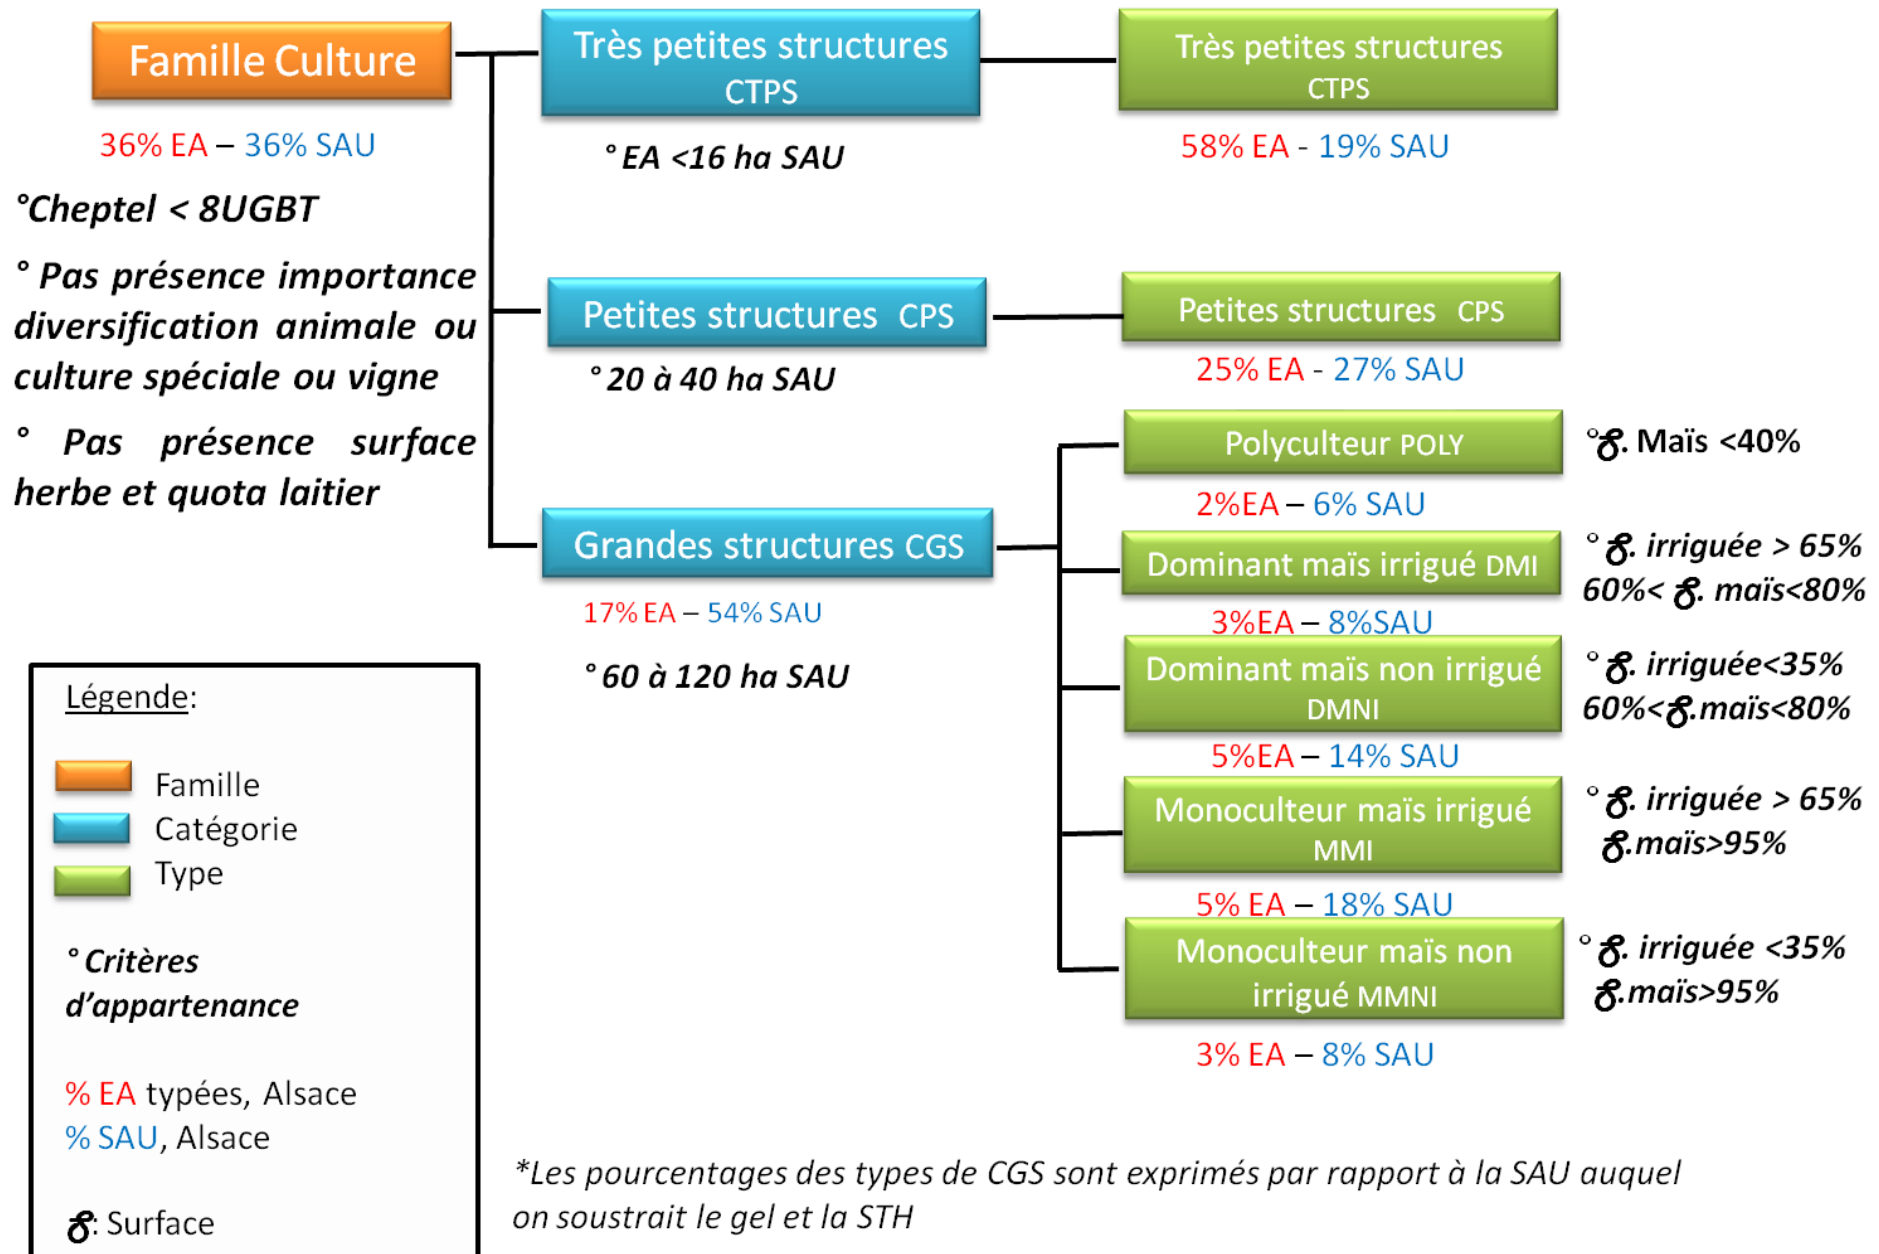 Famille Culture
36% EA – 36% SAU
°Cheptel < 8UGBT
° Pas présence importance
diversification animale ou
culture spéciale ou vigne
° Pas présence surface
herbe et quota laitier
Très petites structures
CTPS
° EA <16 ha SAU
Très petites structures
CTPS
58% EA - 19% SAU
Petites structures CPS
° 20 à 40 ha SAU
Petites structures CPS
25% EA - 27% SAU
Grandes structures CGS
17% EA – 54% SAU
° 60 à 120 ha SAU
Polyculteur POLY
2%EA – 6% SAU
°S. Maïs <40%
Dominant maïs irrigué DMI
3%EA – 8%SAU
° S. irriguée > 65%
60%< S. maïs<80%
Dominant maïs non irrigué
DMNI
5%EA – 14% SAU
° S. irriguée<35%
60%<S.maïs<80%
Monoculteur maïs irrigué
MMI
5% EA – 18% SAU
° S. irriguée > 65%
S.maïs>95%
Monoculteur maïs non
irrigué MMNI
3% EA – 8% SAU
° S. irriguée <35%
S.maïs>95%
Légende:
Famille
Catégorie
Type
° Critères
d'appartenance
% EA typées, Alsace
% SAU, Alsace
S: Surface
*Les pourcentages des types de CGS sont exprimés par rapport à la SAU auquel
on soustrait le gel et la STH